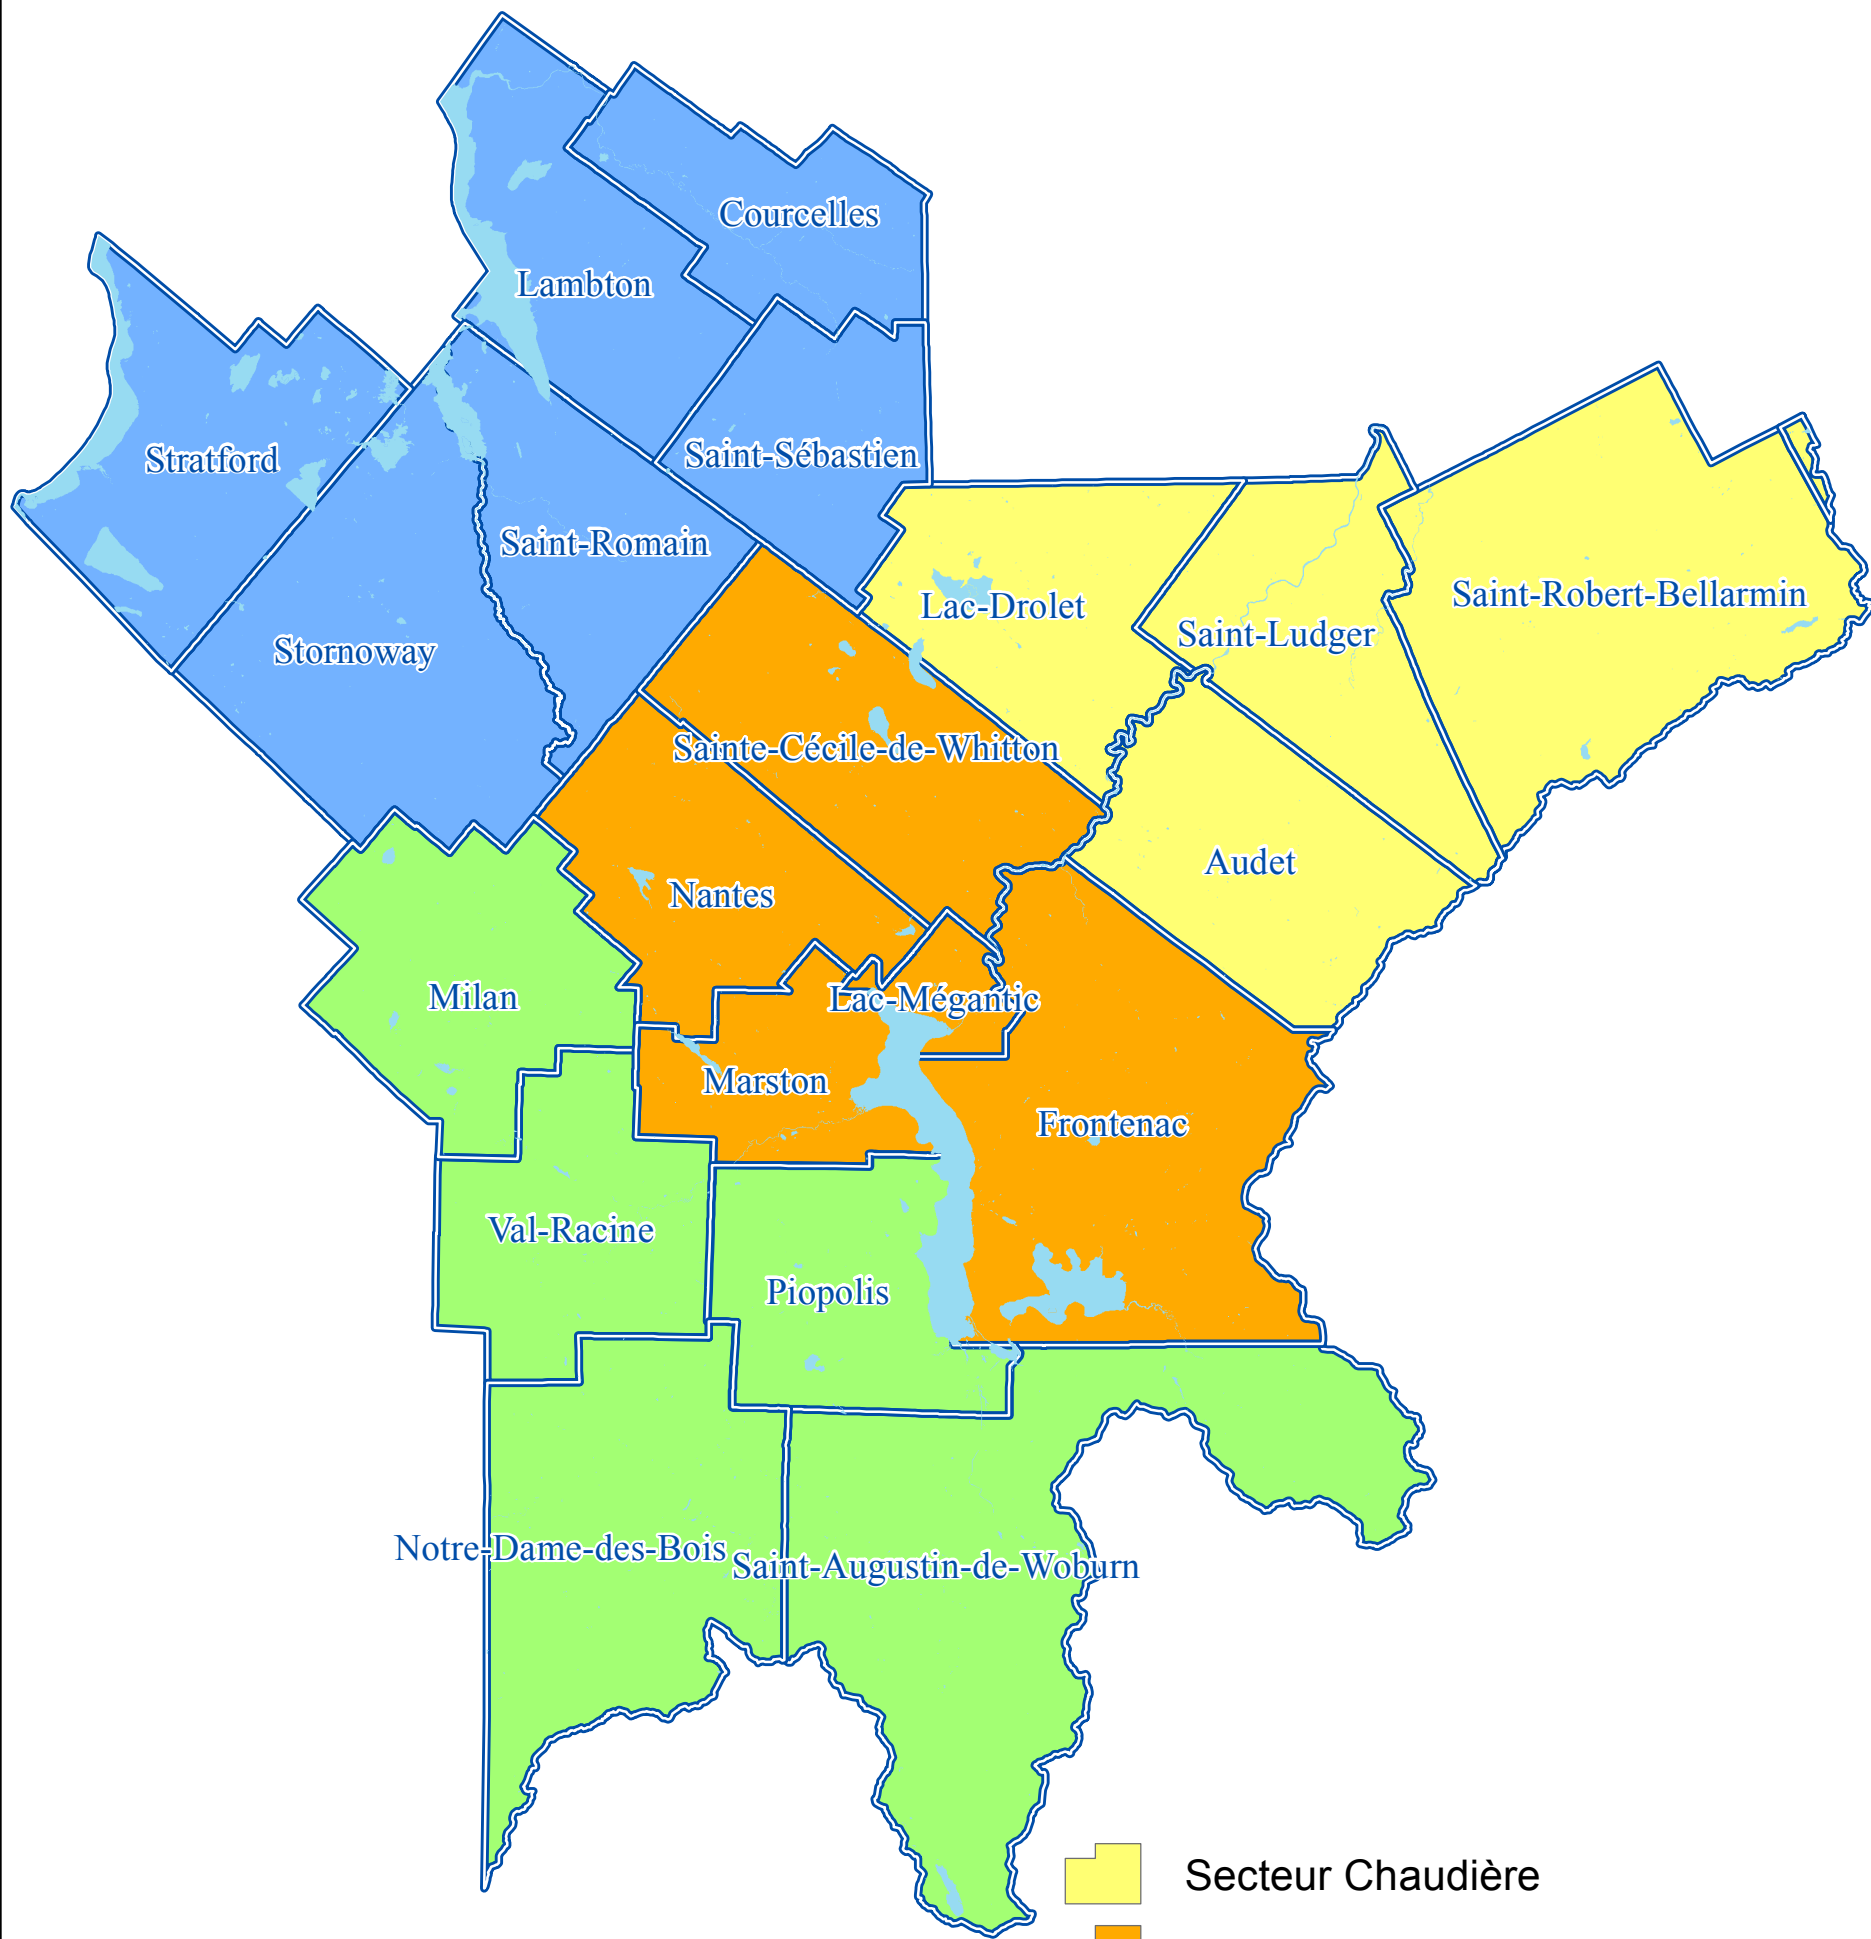 Courcelles
Lambton
Stratford
Saint-Sébastien
Saint-Romain
Lac-Drolet
Saint-Robert-Bellarmin
Saint-Ludger
Stornoway
Sainte-Cécile-de-Whitton
Audet
Nantes
Milan
Lac-Mégantic
Marston
Frontenac
Val-Racine
Piopolis
Notre-Dame-des-Bois
Saint-Augustin-de-Woburn
Secteur Chaudière